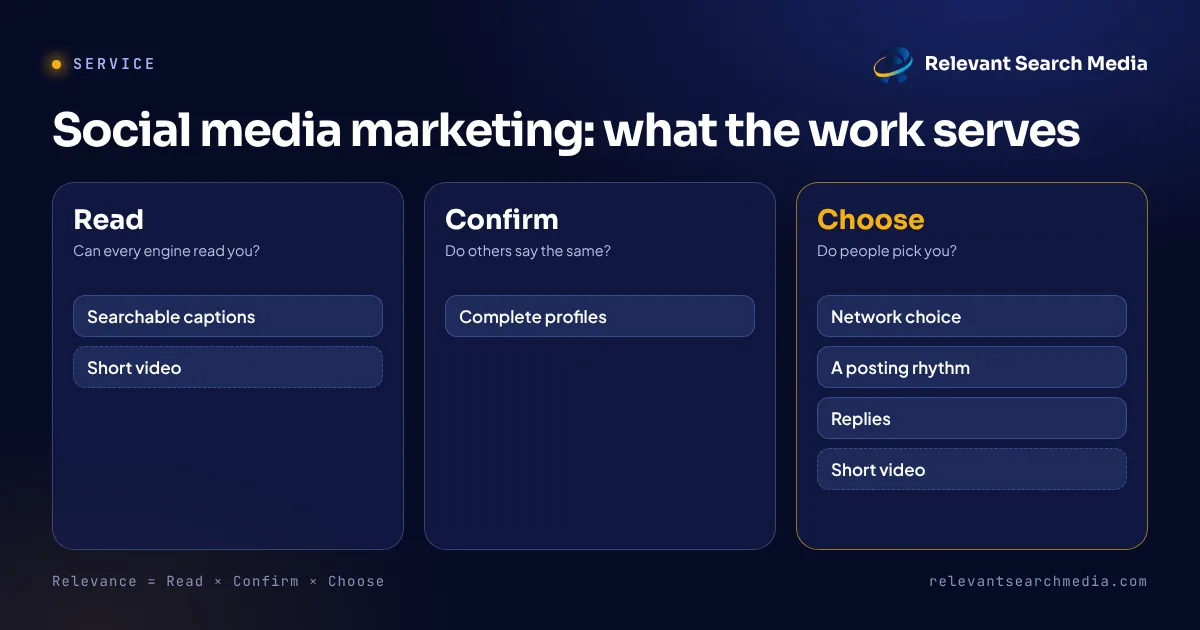 SERVICE
Relevant Search Media
Social media marketing: what the work serves
Read
Can every engine read you?
Searchable captions
Short video
Confirm
Do others say the same?
Complete profiles
Choose
Do people pick you?
Network choice
A posting rhythm
Replies
Short video
Relevance = Read × Confirm × Choose
relevantsearchmedia.com